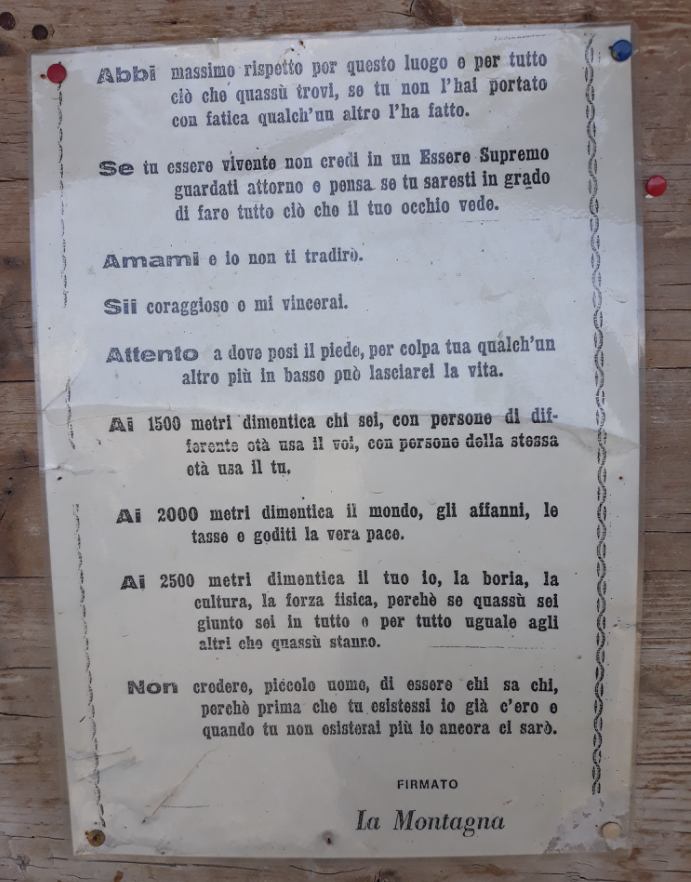 Abbi massimo rispetto per questo luogo e per tutto
ciò che quassù trovi, se tu non l'hai portato
con fatica qualch'un altro l'ha fatto.
Se tu essere vivente non credi in un Essere Supremo
guardati attorno e pensa se tu saresti in grado
di fare tutto ciò che il tuo occhio vede.
Amami e io non ti tradirò.
Sii coraggioso e mi vincerai.
Attento a dove posi il piede, per colpa tua qualch'un
altro più in basso può lasciarci la vita.
Ai 1500 metri dimentica chi sei, con persone di dif-
ferente età usa il voi, con persone della stessa
età usa il tu.
Ai 2000 metri dimentica il mondo, gli affanni, le
tasse e goditi la vera pace.
Ai 2500 metri dimentica il tuo io, la boria, la
cultura, la forza fisica, perchè se quassù sei
giunto sei in tutto e per tutto uguale agli
altri che quassù stanno.
Non credere, piccolo uomo, di essere chi sa chi,
perchè prima che tu esistessi io già c'ero e
quando tu non esisterai più io ancora ci sarò.
FIRMATO
La Montagna